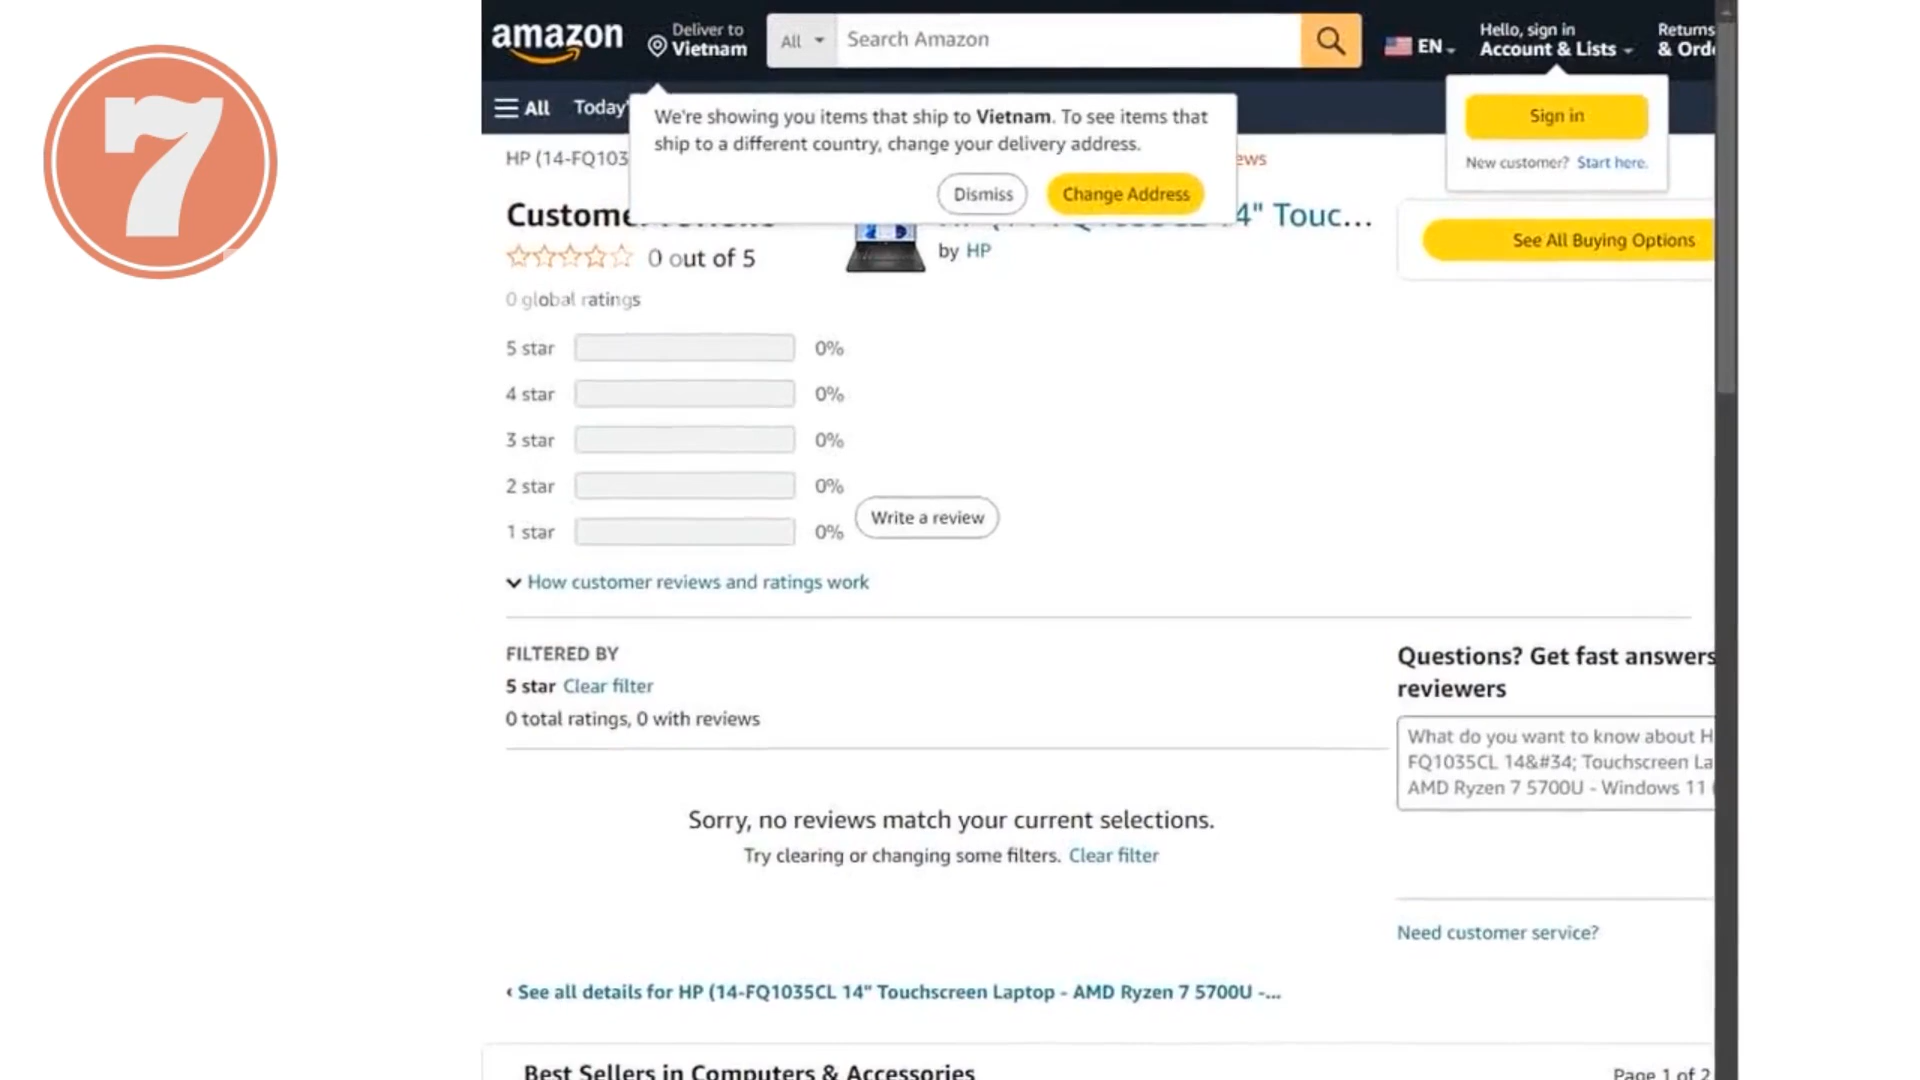 7
amazon
Deliver to
Vietnam
All
Search Amazon
EN
Hello, sign in
Account & Lists
Returns
& Ord
All
Today'
We're showing you items that ship to Vietnam. To see items that
ship to a different country, change your delivery address.
Dismiss
Change Address
Sign in
New customer? Start here.
HP (14-FQ103
ews
Custome
4" Touc...
by HP
See All Buying Options
0 out of 5
0 global ratings
5 star 0%
4 star 0%
3 star 0%
2 star 0%
1 star 0%
Write a review
How customer reviews and ratings work
FILTERED BY
5 star Clear filter
0 total ratings, 0 with reviews
Questions? Get fast answers
reviewers
What do you want to know about H
FQ1035CL 14&#34; Touchscreen La
AMD Ryzen 7 5700U - Windows 11
Sorry, no reviews match your current selections.
Try clearing or changing some filters. Clear filter
Need customer service?
‹ See all details for HP (14-FQ1035CL 14" Touchscreen Laptop - AMD Ryzen 7 5700U -...
Best Sellers in Computers & Accessories
Page 1 of 2